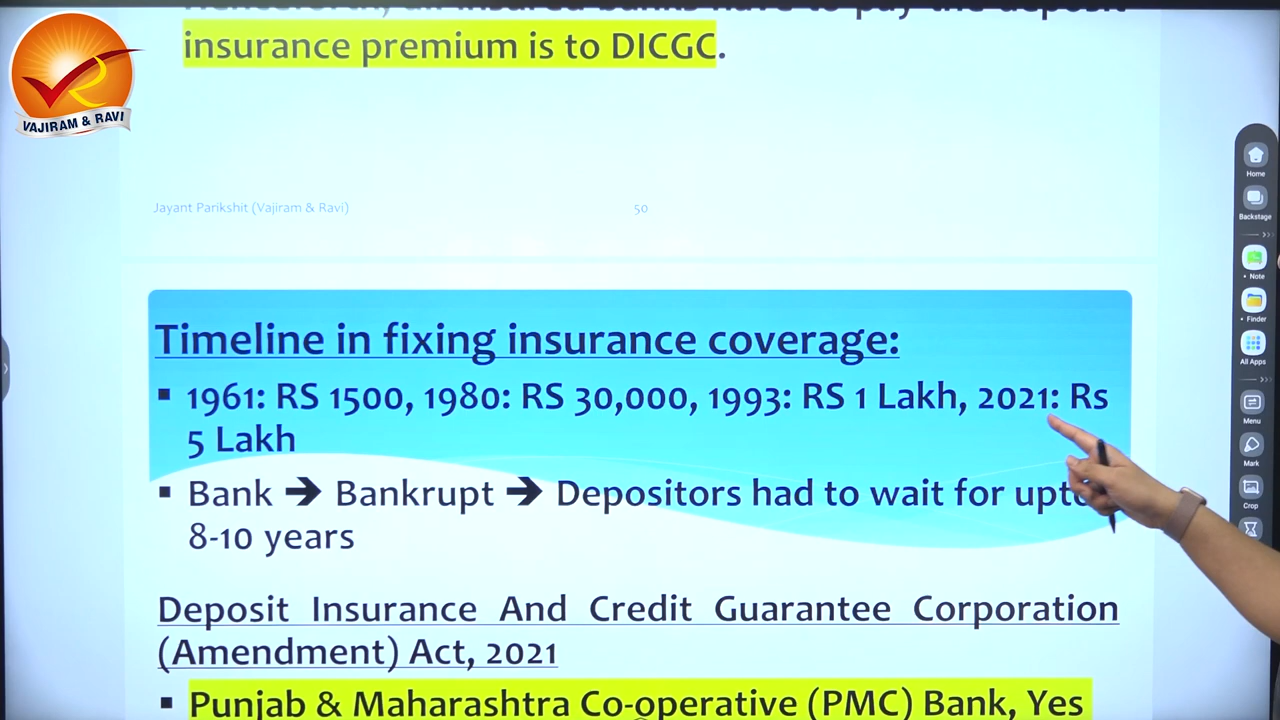 insurance premium is to DICGC.
VAJIRAM & RAVI
Jayant Parikshit (Vajiram & Ravi)
50
Timeline in fixing insurance coverage:
▪ 1961: RS 1500, 1980: RS 30,000, 1993: RS 1 Lakh, 2021: Rs
5 Lakh
▪ Bank ➔ Bankrupt ➔ Depositors had to wait for upto
8-10 years
Deposit Insurance And Credit Guarantee Corporation
(Amendment) Act, 2021
▪ Punjab & Maharashtra Co-operative (PMC) Bank, Yes
Home
Backstage
Note
Finder
All Apps
Menu
Mark
Crop